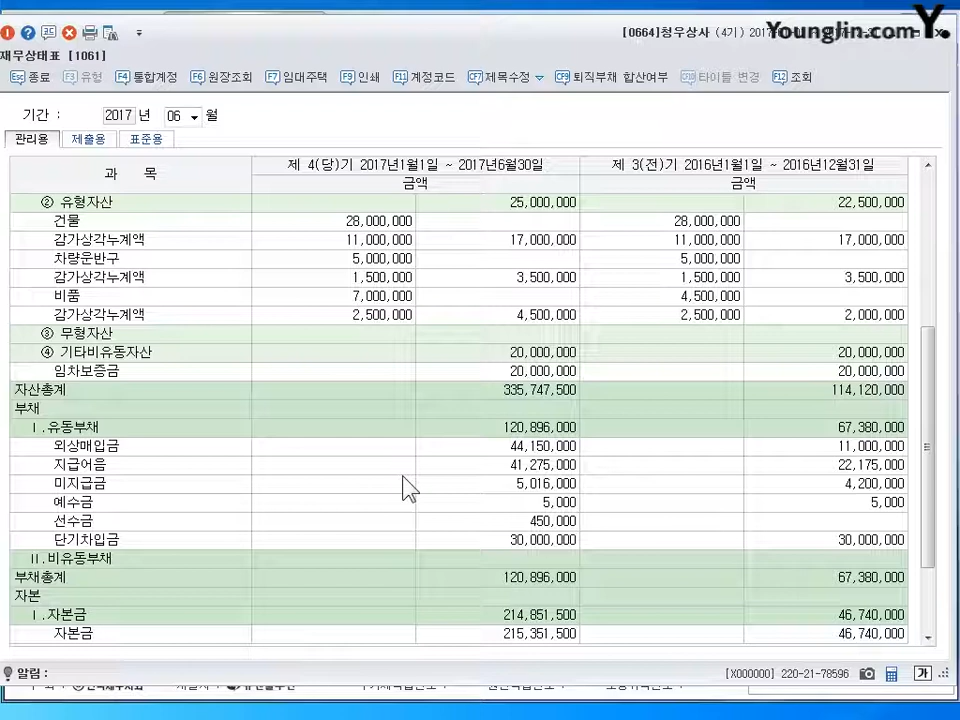 Younglin.com Y.
[0664]청우상사 (4기)
재무상태표 [1061]
Esc 종료 F3 유형 F4 통합계정 F6 원장조회 F7 임대주택 F9 인쇄 F11 계정코드 CF7 제목수정 CF9 퇴직부채 합산여부 CF10 타이틀 변경 F12 조회
기간 : 2017 년 06 월
관리용 제출용 표준용
과 목 제 4(당)기 2017년1월1일 ~ 2017년6월30일 제 3(전)기 2016년1월1일 ~ 2016년12월31일
금액 금액
② 유형자산 25,000,000 22,500,000
건물 28,000,000 28,000,000
감가상각누계액 11,000,000 17,000,000 11,000,000 17,000,000
차량운반구 5,000,000 5,000,000
감가상각누계액 1,500,000 3,500,000 1,500,000 3,500,000
비품 7,000,000 4,500,000
감가상각누계액 2,500,000 4,500,000 2,500,000 2,000,000
③ 무형자산
④ 기타비유동자산 20,000,000 20,000,000
임차보증금 20,000,000 20,000,000
자산총계 335,747,500 114,120,000
부채
Ⅰ.유동부채 120,896,000 67,380,000
외상매입금 44,150,000 11,000,000
지급어음 41,275,000 22,175,000
미지급금 5,016,000 4,200,000
예수금 5,000 5,000
선수금 450,000
단기차입금 30,000,000 30,000,000
Ⅱ.비유동부채
부채총계 120,896,000 67,380,000
자본
Ⅰ.자본금 214,851,500 46,740,000
자본금 215,351,500 46,740,000
알림 : [X000000] 220-21-78596 가